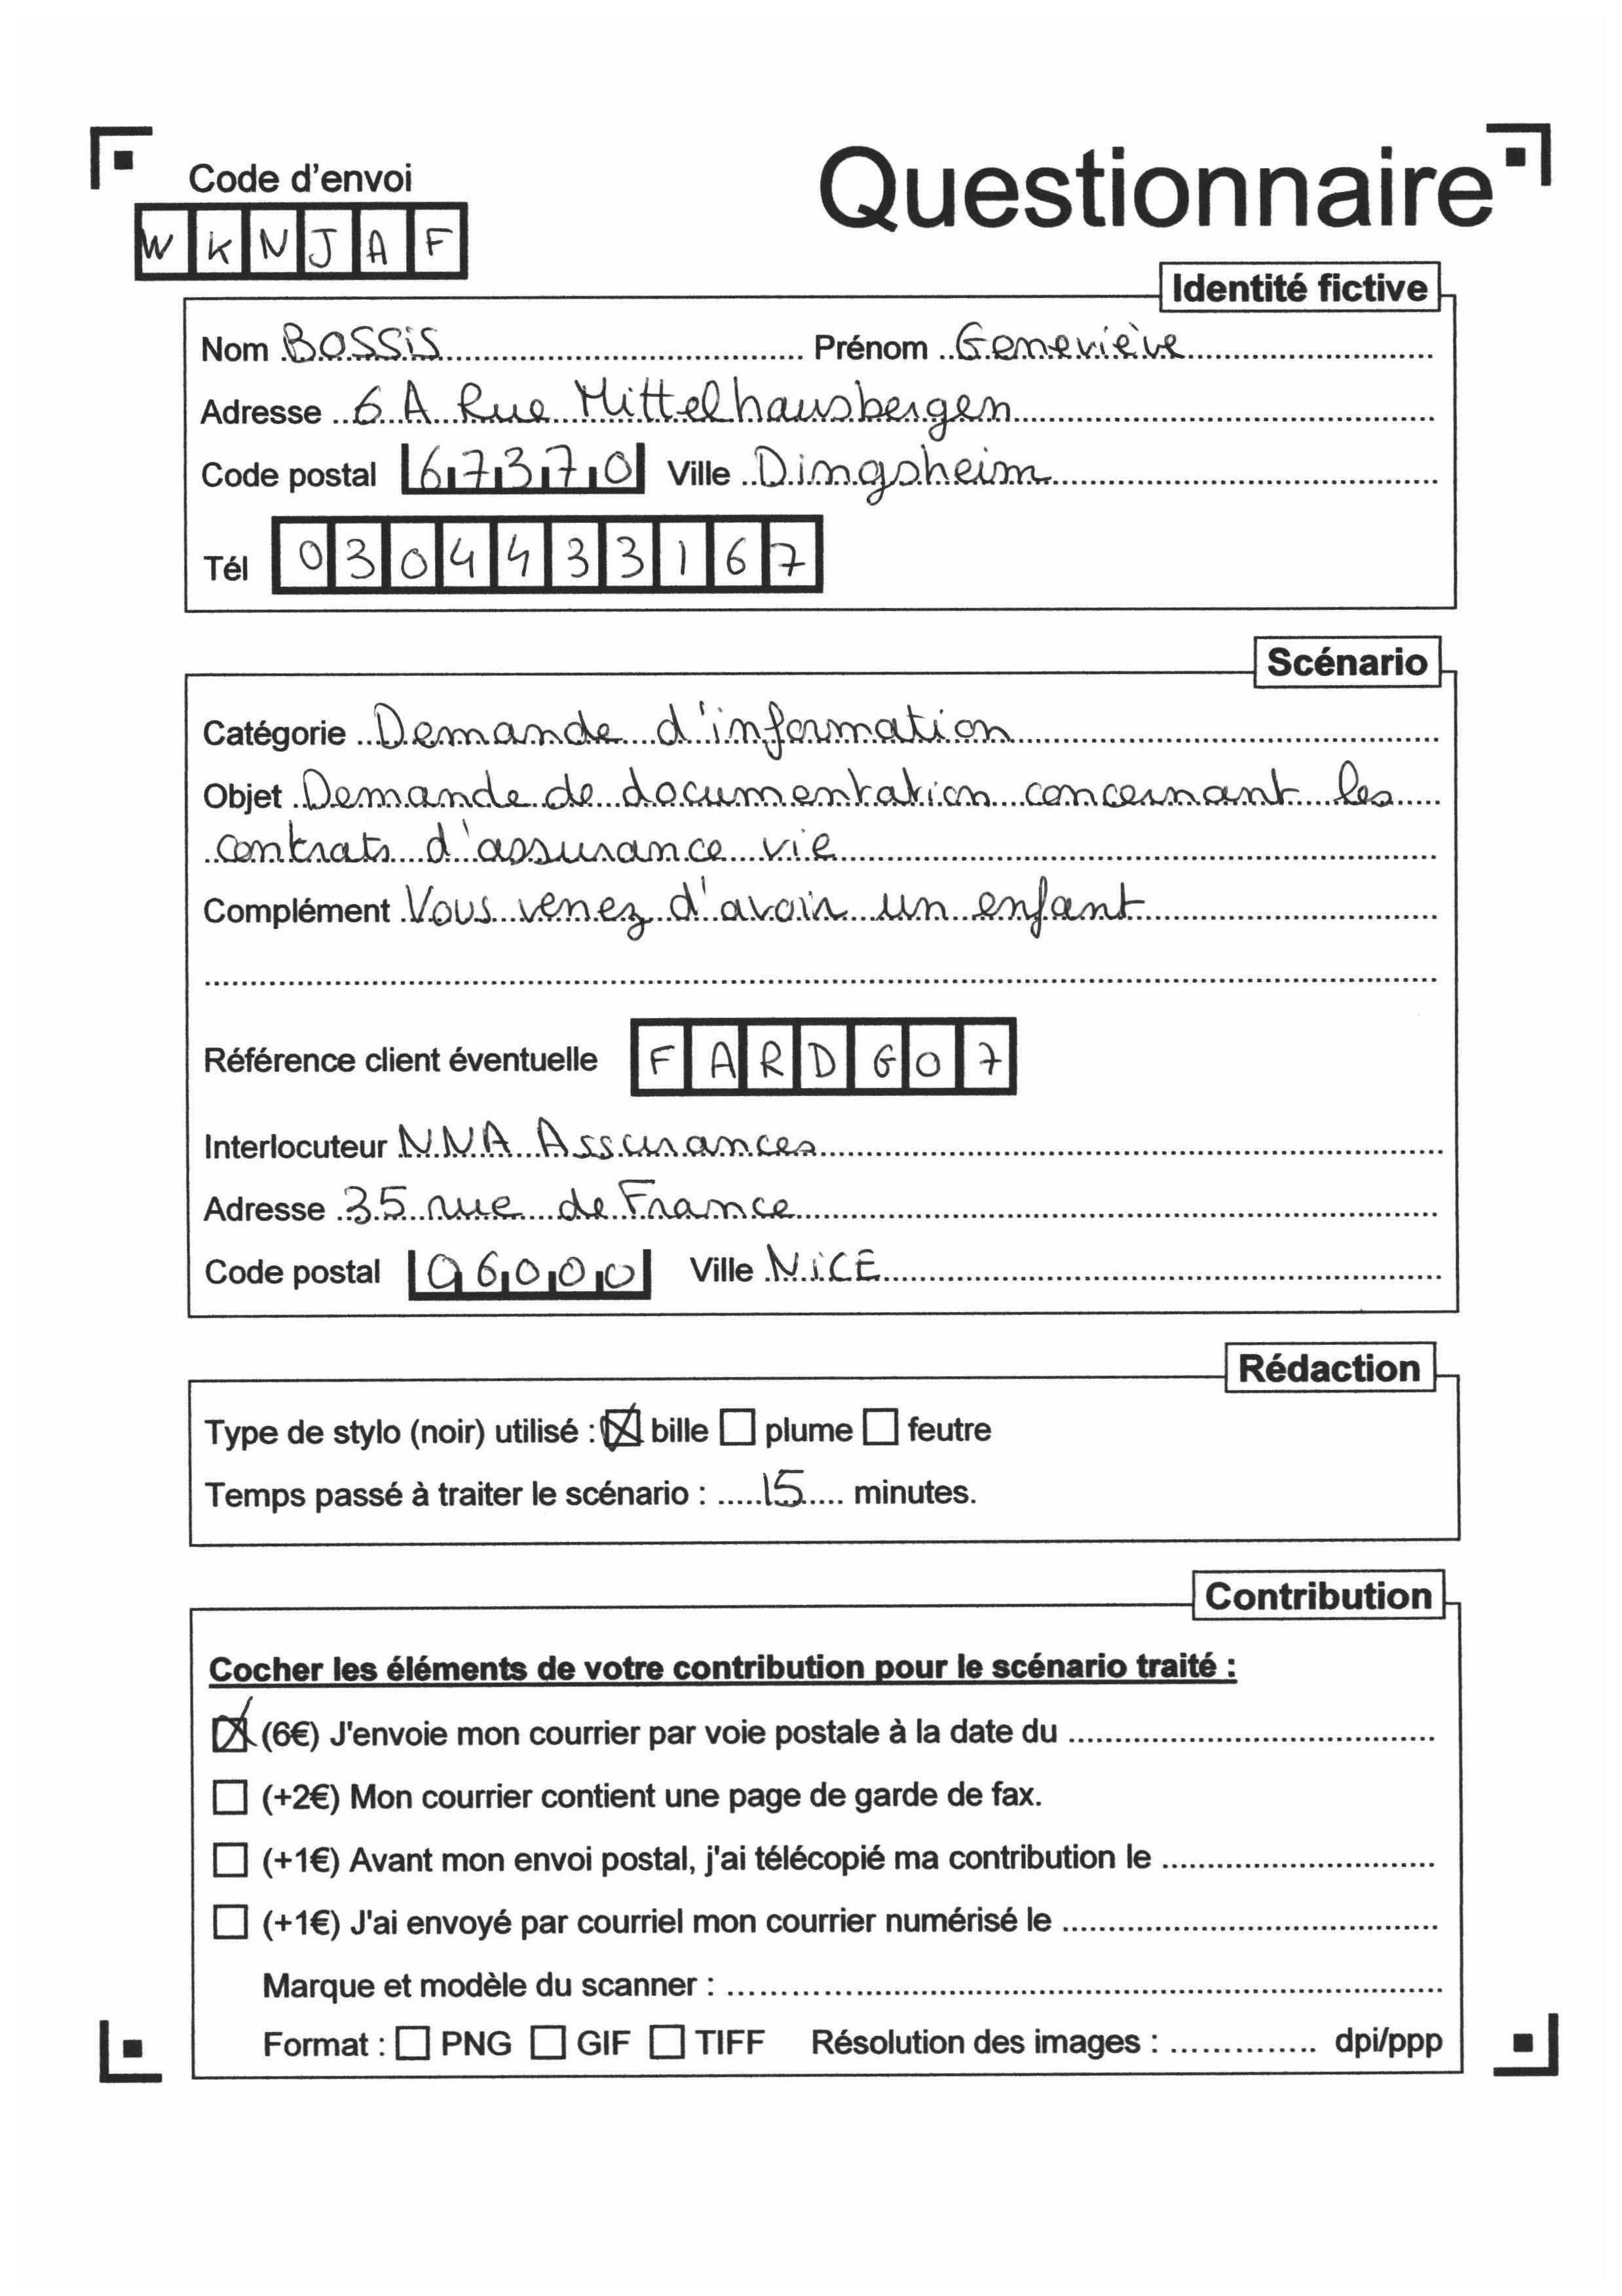 Code d'envoi
Questionnaire
WKNJAF
Identité fictive
Nom BOSSIS Prénom Geneviève
Adresse 6 A Rue Mittelhausbergen
Code postal 67370 Ville Dingsheim
Tél 0304433167
Scénario
Catégorie Demande d'information
Objet Demande de documentation concernant les
contrats d'assurance vie
Complément Vous venez d'avoir un enfant
Référence client éventuelle FARDG07
Interlocuteur NNA Assurances
Adresse 35 rue de France
Code postal 06000 Ville NiCE
Rédaction
Type de stylo (noir) utilisé : ☒ bille ☐ plume ☐ feutre
Temps passé à traiter le scénario : 15 minutes.
Contribution
Cocher les éléments de votre contribution pour le scénario traité :
☒ (6€) J'envoie mon courrier par voie postale à la date du
☐ (+2€) Mon courrier contient une page de garde de fax.
☐ (+1€) Avant mon envoi postal, j'ai télécopié ma contribution le
☐ (+1€) J'ai envoyé par courriel mon courrier numérisé le
Marque et modèle du scanner :
Format : ☐ PNG ☐ GIF ☐ TIFF Résolution des images : dpi/ppp